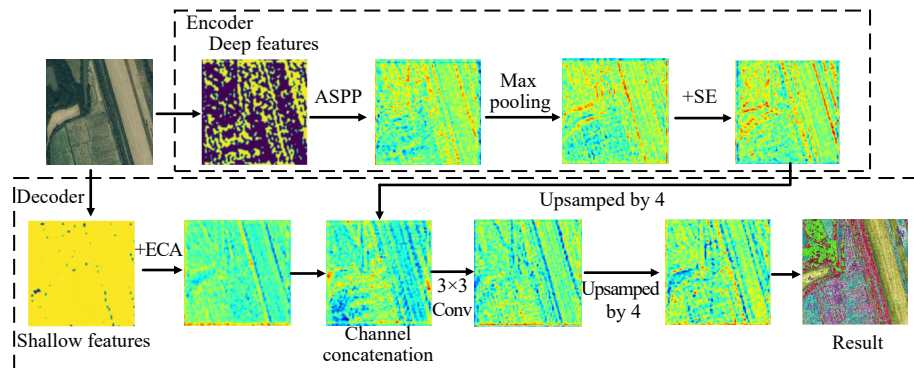 Encoder
Deep features
ASPP
Max
pooling
+SE
Upsamped by 4
Decoder
+ECA
3×3
Conv
Upsamped
by 4
Shallow features
Channel
concatenation
Result